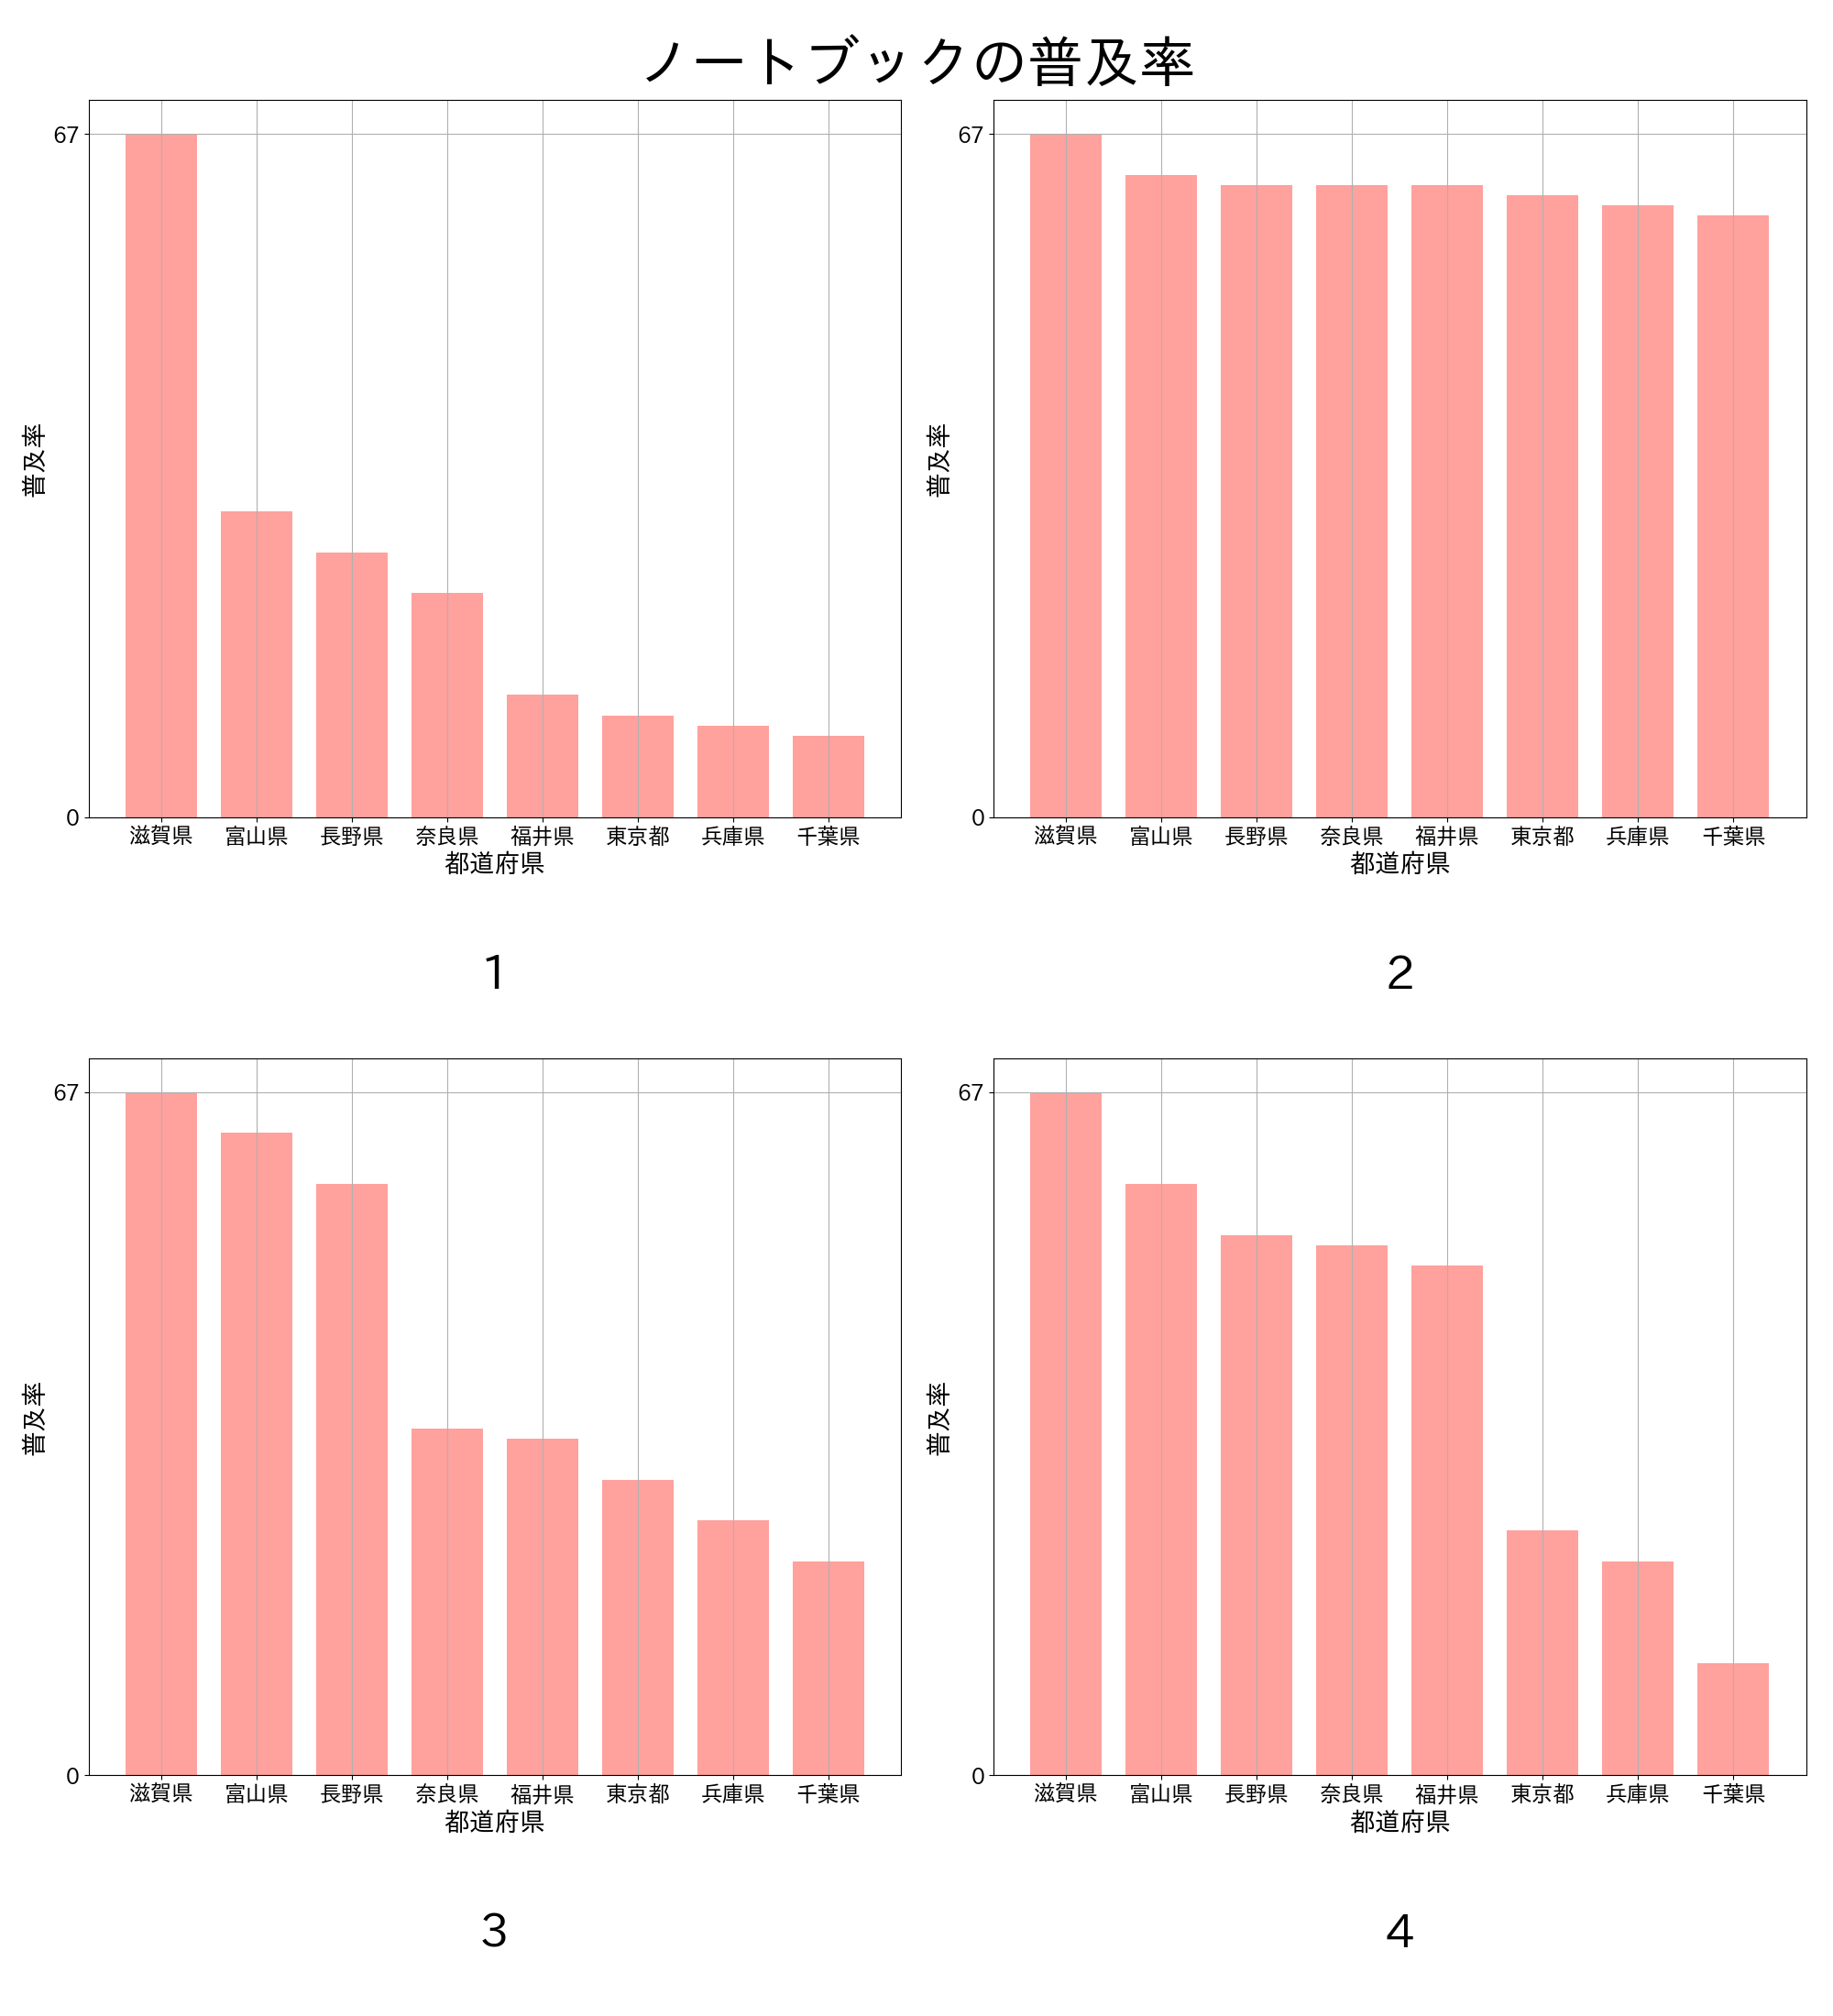 ノートブックの普及率
67
0
普及率
滋賀県 富山県 長野県 奈良県 福井県 東京都 兵庫県 千葉県
都道府県
1
67
0
普及率
滋賀県 富山県 長野県 奈良県 福井県 東京都 兵庫県 千葉県
都道府県
2
67
0
普及率
滋賀県 富山県 長野県 奈良県 福井県 東京都 兵庫県 千葉県
都道府県
3
67
0
普及率
滋賀県 富山県 長野県 奈良県 福井県 東京都 兵庫県 千葉県
都道府県
4